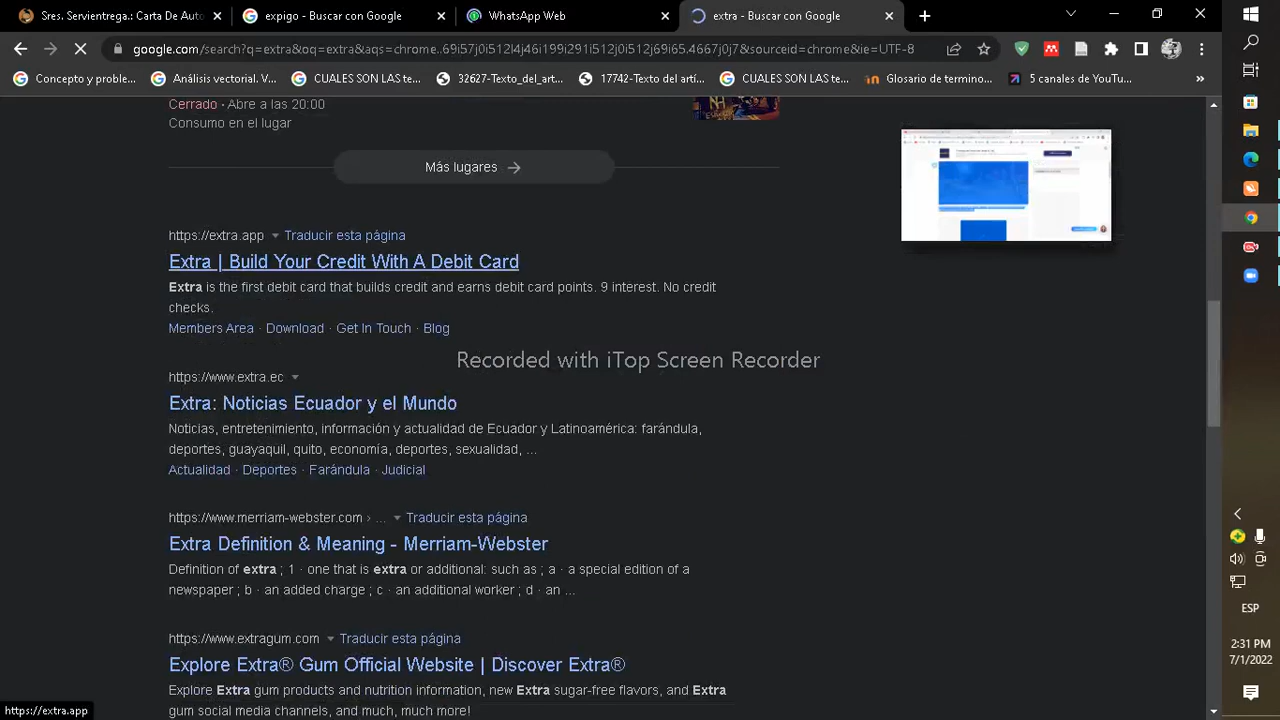 Sres. Servientrega.: Carta De Auto
expigo - Buscar con Google
WhatsApp Web
extra - Buscar con Google
google.com/search?q=extra&oq=extra&aqs=chrome..69i57j0i512l4j46i199i291i512j0i512j69i65.4667j0j7&sourceid=chrome&ie=UTF-8
Concepto y proble...
Análisis vectorial. V...
CUALES SON LAS te...
32627-Texto_del_art...
17742-Texto del artí...
CUALES SON LAS te...
Glosario de termino...
5 canales de YouTu...
Cerrado · Abre a las 20:00
Consumo en el lugar
Más lugares
https://extra.app
Traducir esta página
Extra | Build Your Credit With A Debit Card
Extra is the first debit card that builds credit and earns debit card points. 9 interest. No credit
checks.
Members Area · Download · Get In Touch · Blog
Recorded with iTop Screen Recorder
https://www.extra.ec
Extra: Noticias Ecuador y el Mundo
Noticias, entretenimiento, información y actualidad de Ecuador y Latinoamérica: farándula,
deportes, guayaquil, quito, economía, deportes, sexualidad, ...
Actualidad · Deportes · Farándula · Judicial
https://www.merriam-webster.com › ...
Traducir esta página
Extra Definition & Meaning - Merriam-Webster
Definition of extra ; 1 · one that is extra or additional: such as ; a · a special edition of a
newspaper ; b · an added charge ; c · an additional worker ; d · an ...
https://www.extragum.com
Traducir esta página
Explore Extra® Gum Official Website | Discover Extra®
Explore Extra gum products and nutrition information, new Extra sugar-free flavors, and Extra
gum social media channels, and much, much more!
https://extra.app
ESP
2:31 PM
7/1/2022